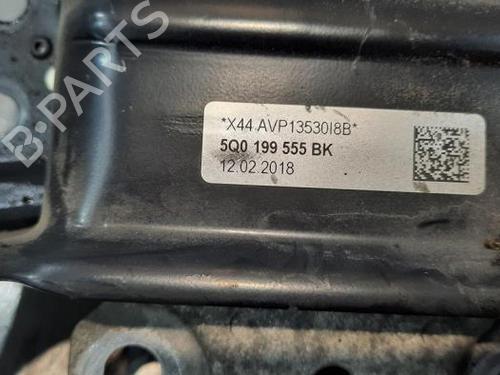 B-PARTS
*X44 AVP13530I8B*
5Q0 199 555 BK
12.02.2018